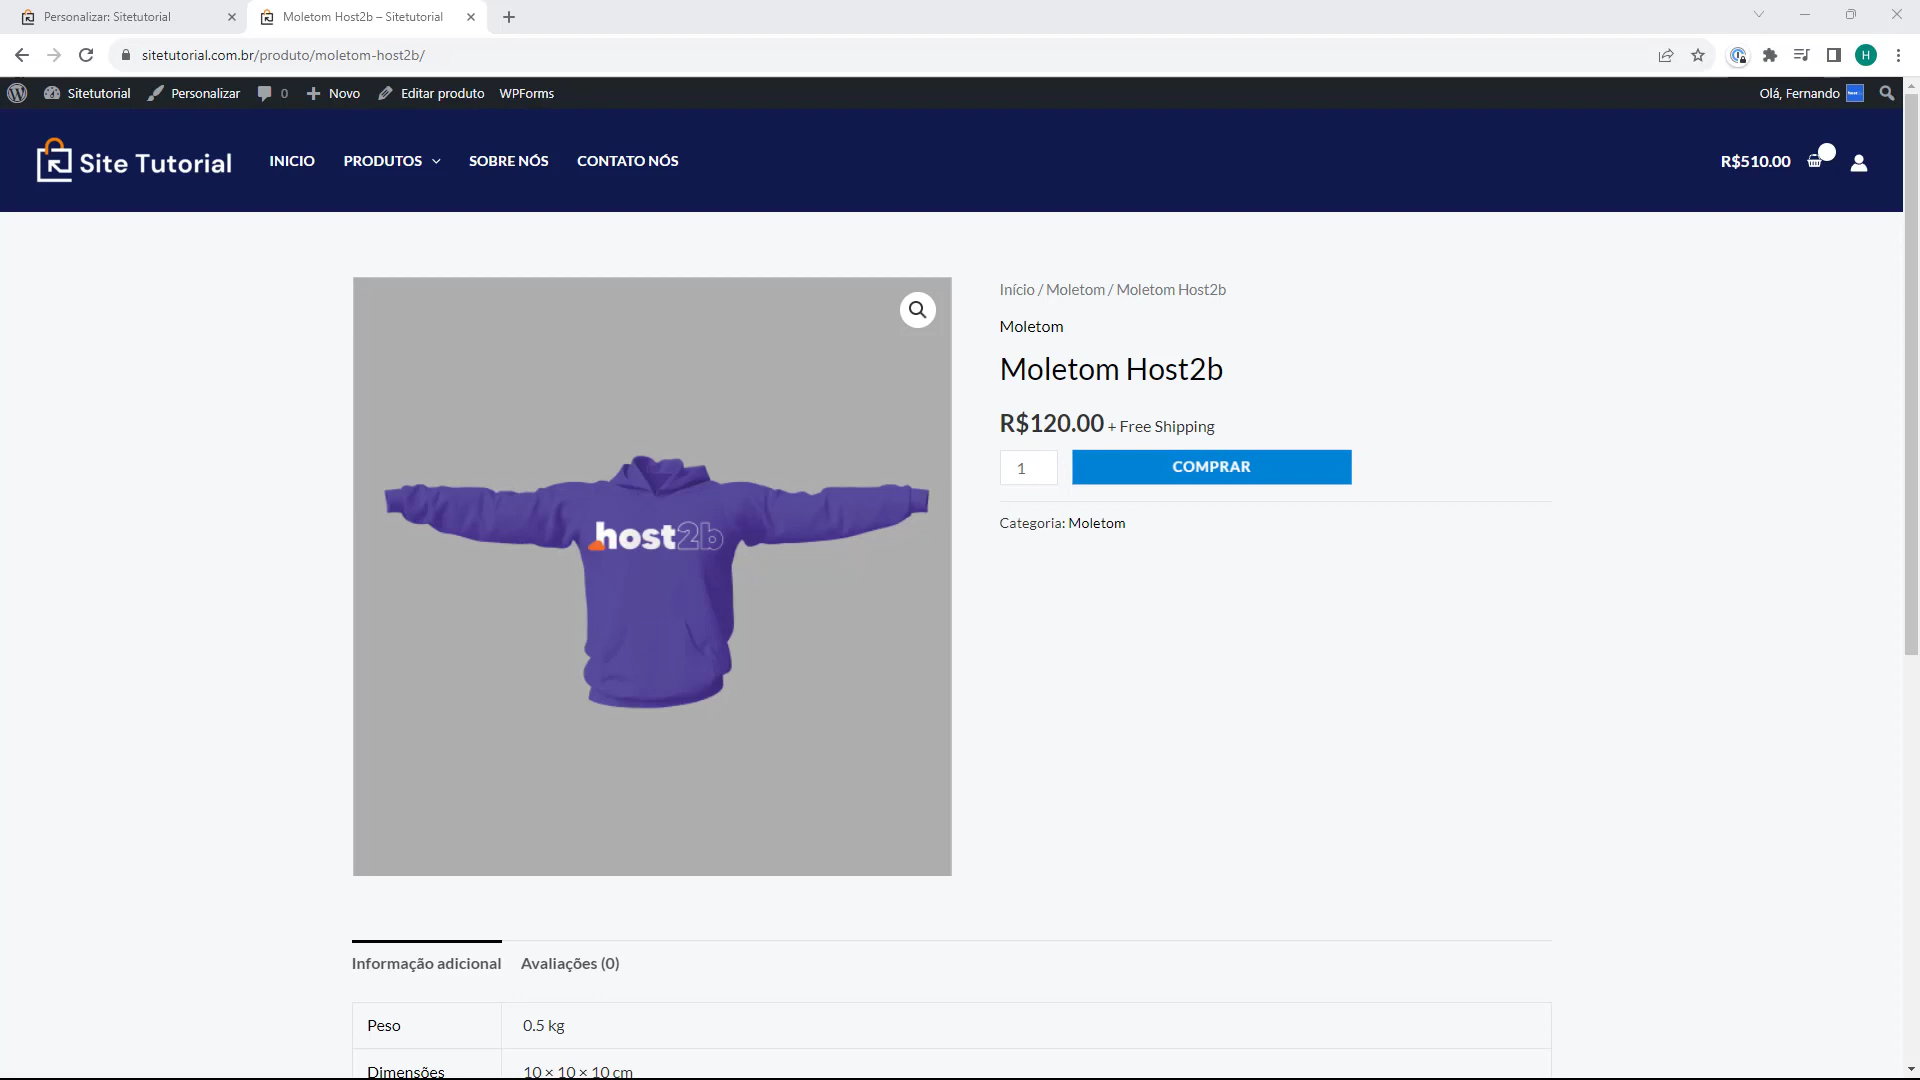 Personalizar: Sitetutorial
Moletom Host2b – Sitetutorial
sitetutorial.com.br/produto/moletom-host2b/
H
Sitetutorial Personalizar 0 Novo Editar produto WPForms Olá, Fernando
Site Tutorial INICIO PRODUTOS SOBRE NÓS CONTATO NÓS R$510.00
Início / Moletom / Moletom Host2b
Moletom
Moletom Host2b
R$120.00 + Free Shipping
1 COMPRAR
Categoria: Moletom
host2b
Informação adicional Avaliações (0)
Peso 0.5 kg
Dimensões 10 × 10 × 10 cm